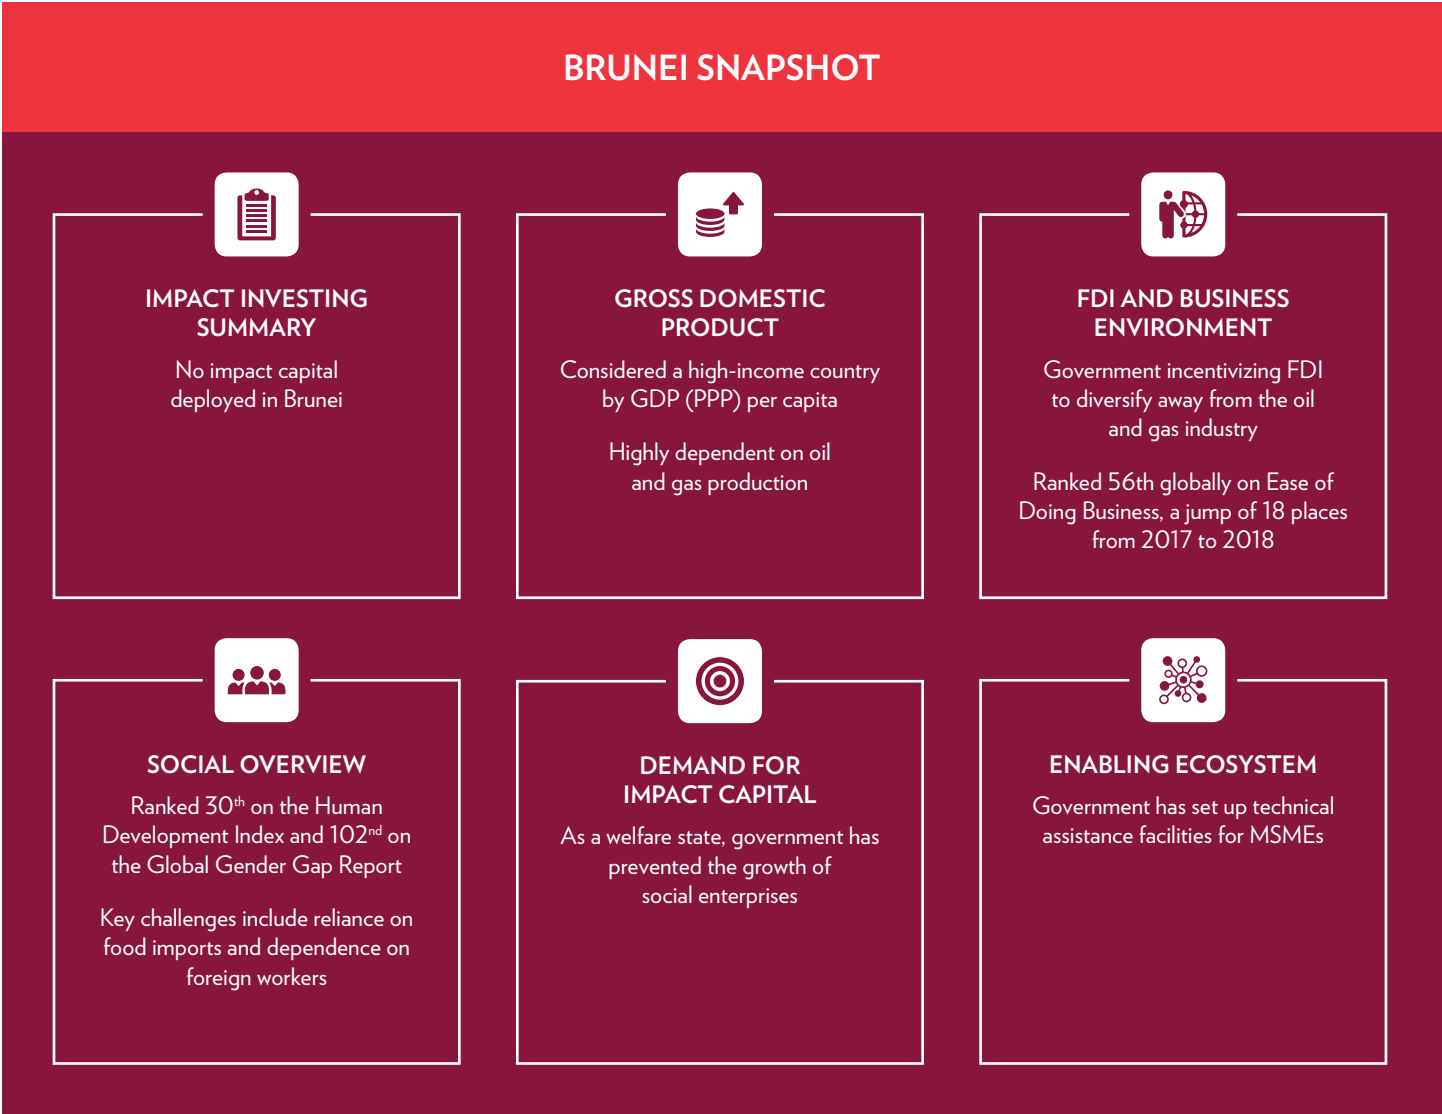 BRUNEI SNAPSHOT
IMPACT INVESTING
SUMMARY
No impact capital
deployed in Brunei
GROSS DOMESTIC
PRODUCT
Considered a high-income country
by GDP (PPP) per capita
Highly dependent on oil
and gas production
FDI AND BUSINESS
ENVIRONMENT
Government incentivizing FDI
to diversify away from the oil
and gas industry
Ranked 56th globally on Ease of
Doing Business, a jump of 18 places
from 2017 to 2018
SOCIAL OVERVIEW
Ranked 30th on the Human
Development Index and 102nd on
the Global Gender Gap Report
Key challenges include reliance on
food imports and dependence on
foreign workers
DEMAND FOR
IMPACT CAPITAL
As a welfare state, government has
prevented the growth of
social enterprises
ENABLING ECOSYSTEM
Government has set up technical
assistance facilities for MSMEs